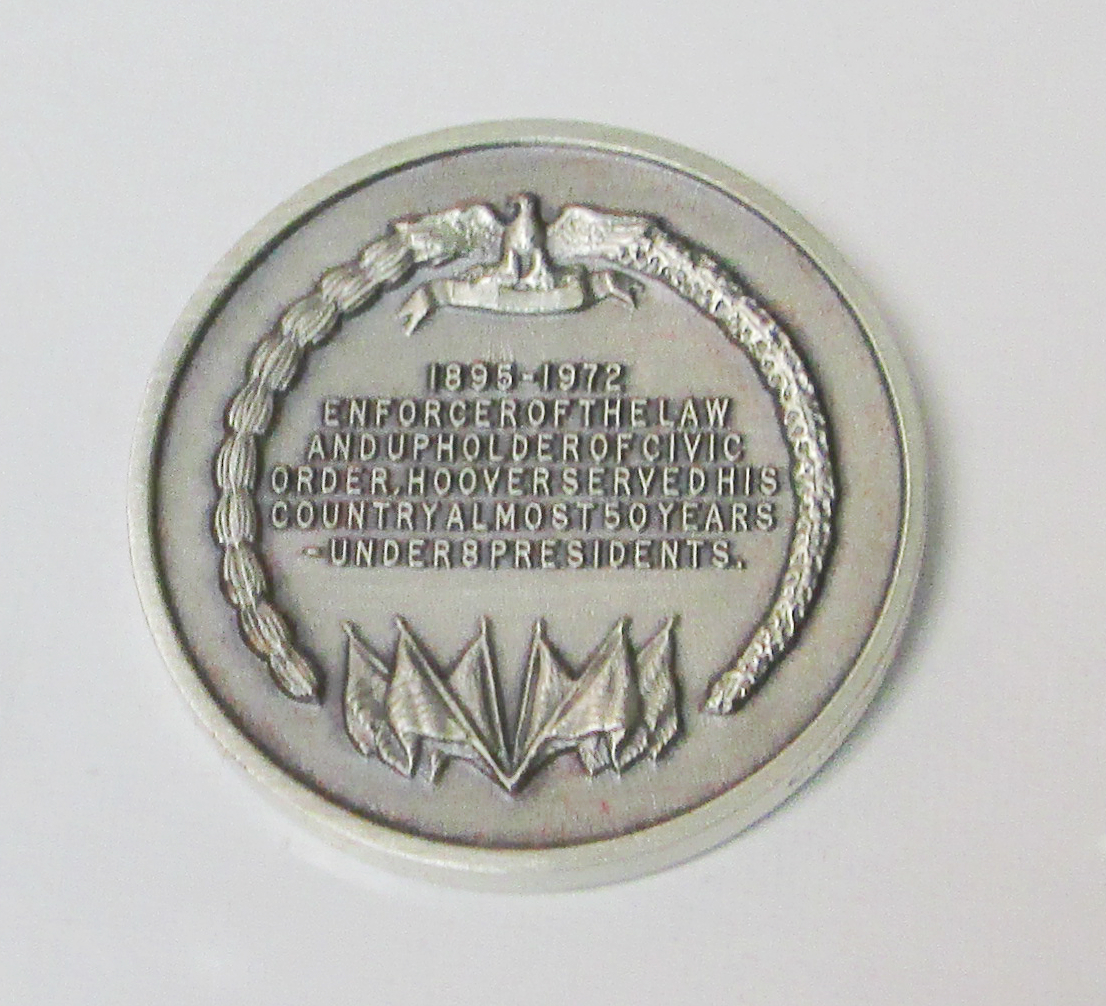 1895-1972
ENFORCER OF THE LAW
AND UPHOLDER OF CIVIC
ORDER, HOOVER SERVED HIS
COUNTRY ALMOST 50 YEARS
-UNDER 8 PRESIDENTS.